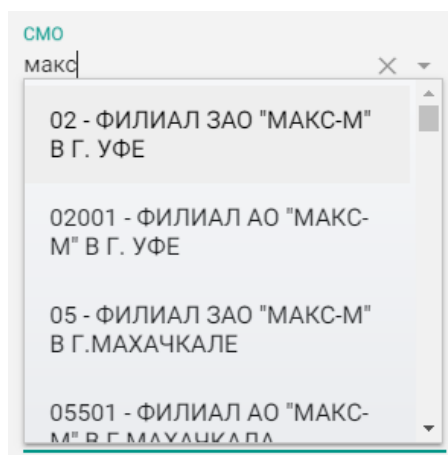 СМО
макс
02 - ФИЛИАЛ ЗАО "МАКС-М"
В Г. УФЕ
02001 - ФИЛИАЛ АО "МАКС-
М" В Г. УФЕ
05 - ФИЛИАЛ ЗАО "МАКС-М"
В Г.МАХАЧКАЛЕ
05501 - ФИЛИАЛ АО "МАКС-
М" В Г.МАХАЧКАЛА